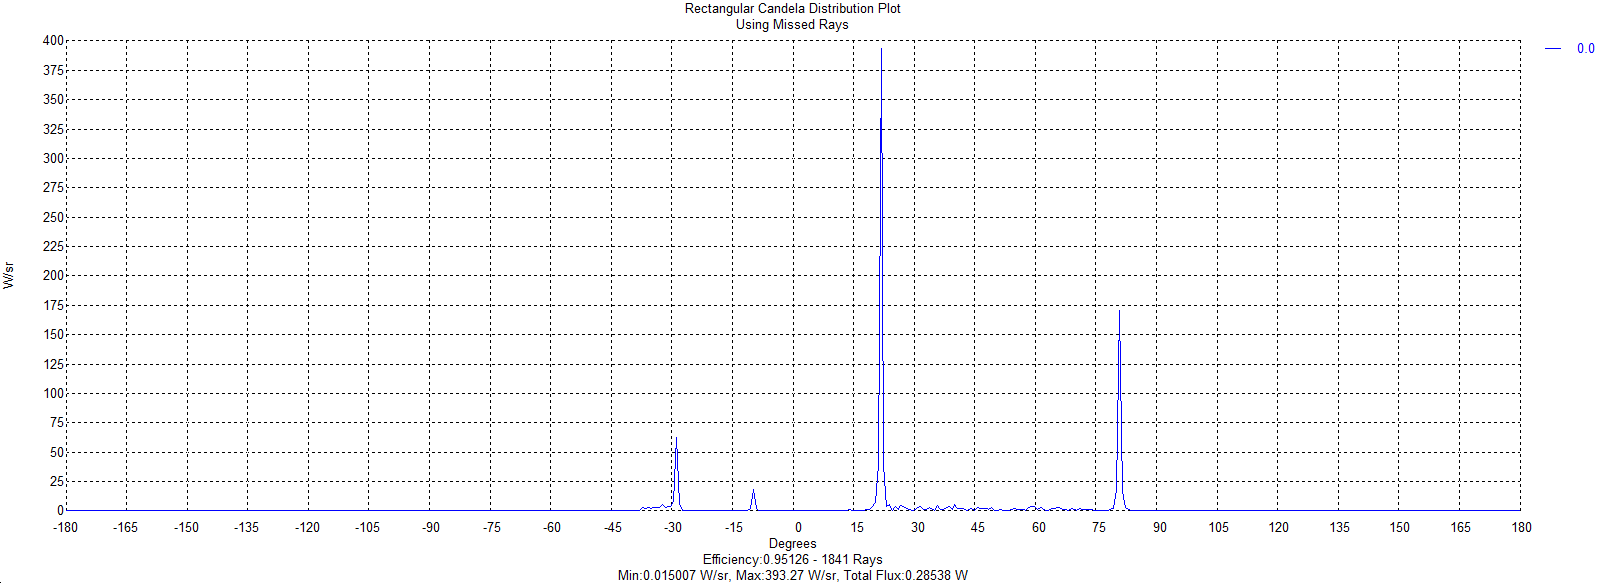 Rectangular Candela Distribution Plot
Using Missed Rays
0.0
400
375
350
325
300
275
250
225
200
175
150
125
100
75
50
25
0
W/sr
-180 -165 -150 -135 -120 -105 -90 -75 -60 -45 -30 -15 0 15 30 45 60 75 90 105 120 135 150 165 180
Degrees
Efficiency:0.95126 - 1841 Rays
Min:0.015007 W/sr, Max:393.27 W/sr, Total Flux:0.28538 W